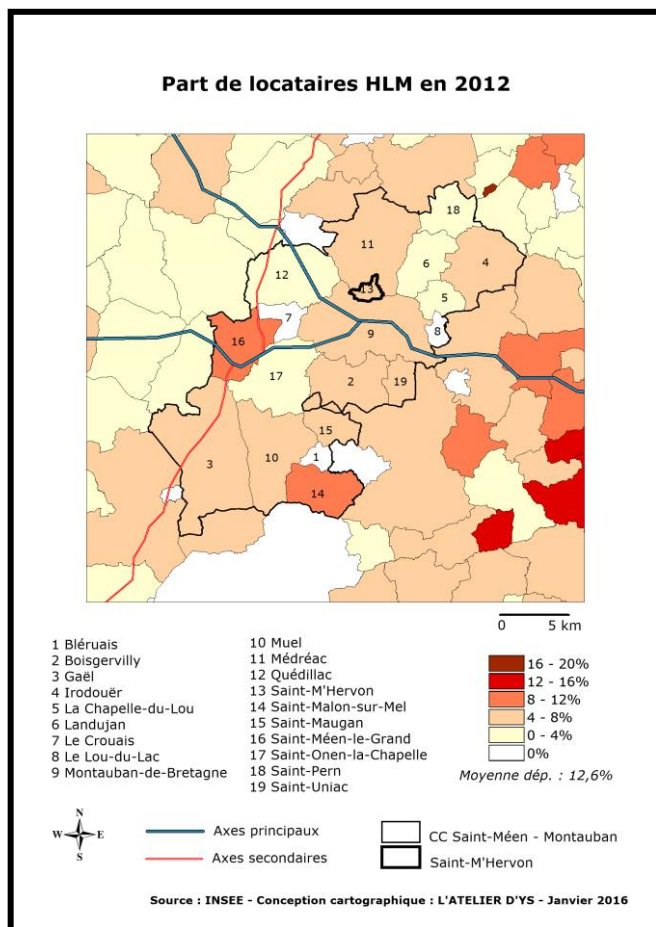 Part de locataires HLM en 2012
18
11
4
12
6
13
5
7
8
16
9
17
2
19
15
3
10
1
14
0 5 km
1 Bléruais
2 Boisgervilly
3 Gaël
4 Irodouër
5 La Chapelle-du-Lou
6 Landujan
7 Le Crouais
8 Le Lou-du-Lac
9 Montauban-de-Bretagne
10 Muel
11 Médréac
12 Quédillac
13 Saint-M'Hervon
14 Saint-Malon-sur-Mel
15 Saint-Maugan
16 Saint-Méen-le-Grand
17 Saint-Onen-la-Chapelle
18 Saint-Pern
19 Saint-Uniac
16 - 20%
12 - 16%
8 - 12%
4 - 8%
0 - 4%
0%
Moyenne dép. : 12,6%
N
W E
S
Axes principaux
Axes secondaires
CC Saint-Méen - Montauban
Saint-M'Hervon
Source : INSEE - Conception cartographique : L'ATELIER D'YS - Janvier 2016